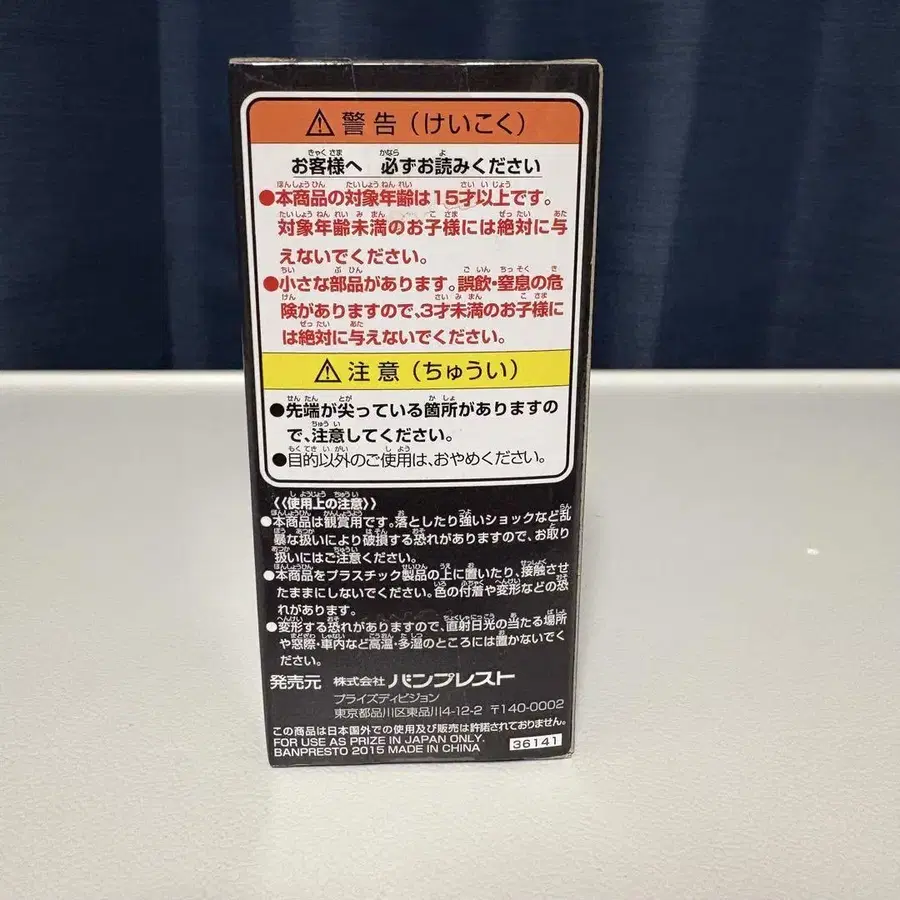 ⚠警告（けいこく）
お客様へ 必ずお読みください
●本商品の対象年齢は15才以上です。
対象年齢未満のお子様には絶対に与
えないでください。
●小さな部品があります。誤飲・窒息の危
険がありますので、3才未満のお子様に
は絶対に与えないでください。
⚠注意（ちゅうい）
●先端が尖っている箇所がありますの
で、注意してください。
●目的以外のご使用は、おやめください。
《使用上の注意》
●本商品は観賞用です。落としたり強いショックなど乱
暴な扱いにより破損する恐れがありますので、お取り
扱いにはご注意ください。
●本商品をプラスチック製品の上に置いたり、接触させ
たままにしないでください。色の付着や変形などの恐
れがあります。
●変形する恐れがありますので、直射日光の当たる場所
や窓際・車内など高温・多湿のところには置かないでく
ださい。
発売元 株式会社 バンプレスト
プライズディビジョン
東京都品川区東品川4-12-2 〒140-0002
この商品は日本国外での使用及び販売は許諾されておりません。
FOR USE AS PRIZE IN JAPAN ONLY.
BANPRESTO 2015 MADE IN CHINA
36141